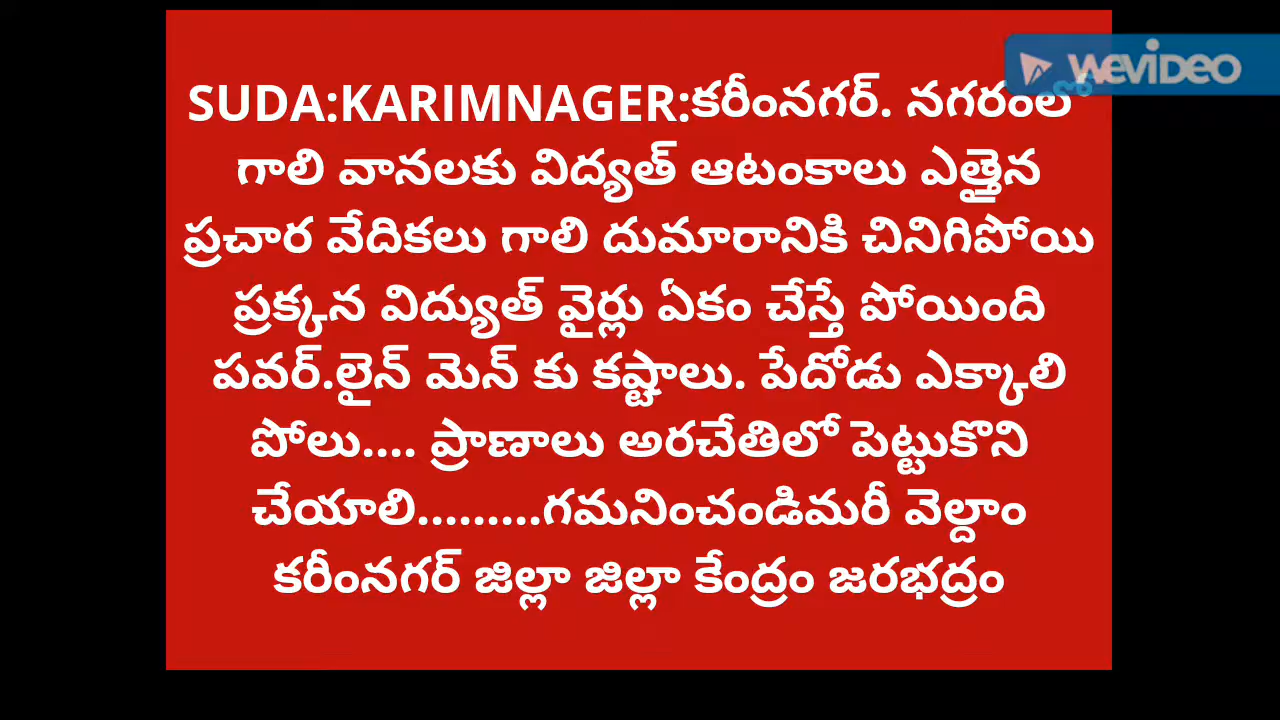 WEVIDEO
SUDA:KARIMNAGER:కరీంనగర్. నగరంలో
గాలి వానలకు విద్యత్ ఆటంకాలు ఎత్తైన
ప్రచార వేదికలు గాలి దుమారానికి చినిగిపోయి
ప్రక్కన విద్యుత్ వైర్లు ఏకం చేస్తే పోయింది
పవర్.లైన్ మెన్ కు కష్టాలు. పేదోడు ఎక్కాలి
పోలు.... ప్రాణాలు అరచేతిలో పెట్టుకొని
చేయాలి.........గమనించండిమరీ వెల్దాం
కరీంనగర్ జిల్లా జిల్లా కేంద్రం జరభద్రం